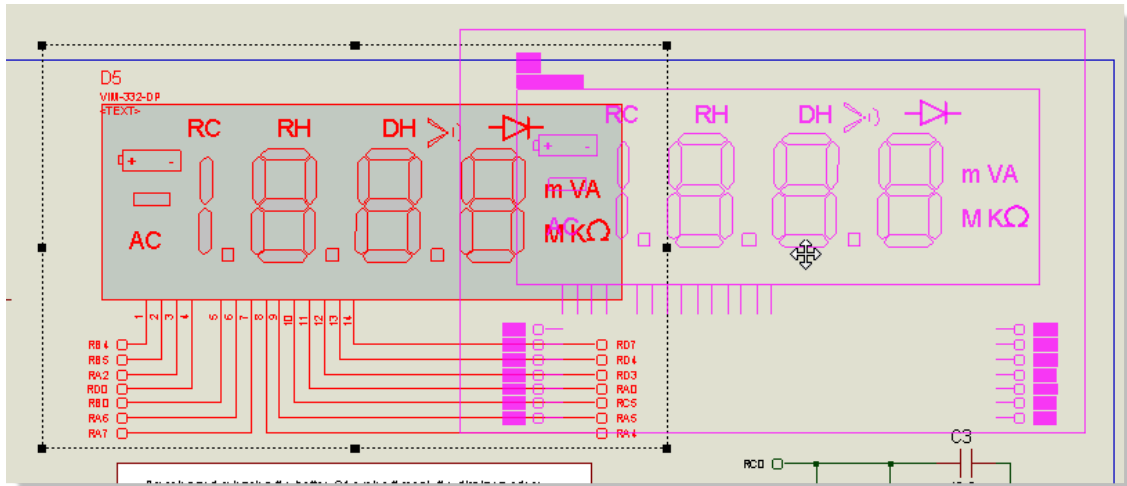 D5
VIM-332-DP
<TEXT>
RC RH DH
RC RH DH
+ -
+ -
m VA
m VA
AC
M KΩ
AC
M KΩ
1 2 3 4 5 6 7 8 9 10 11 12 13 14
RB4 RD7
RB5 RD4
RA2 RD3
RD0 RA0
RB0 RC5
RA6 RA5
RA7 RA4
C3
RC0